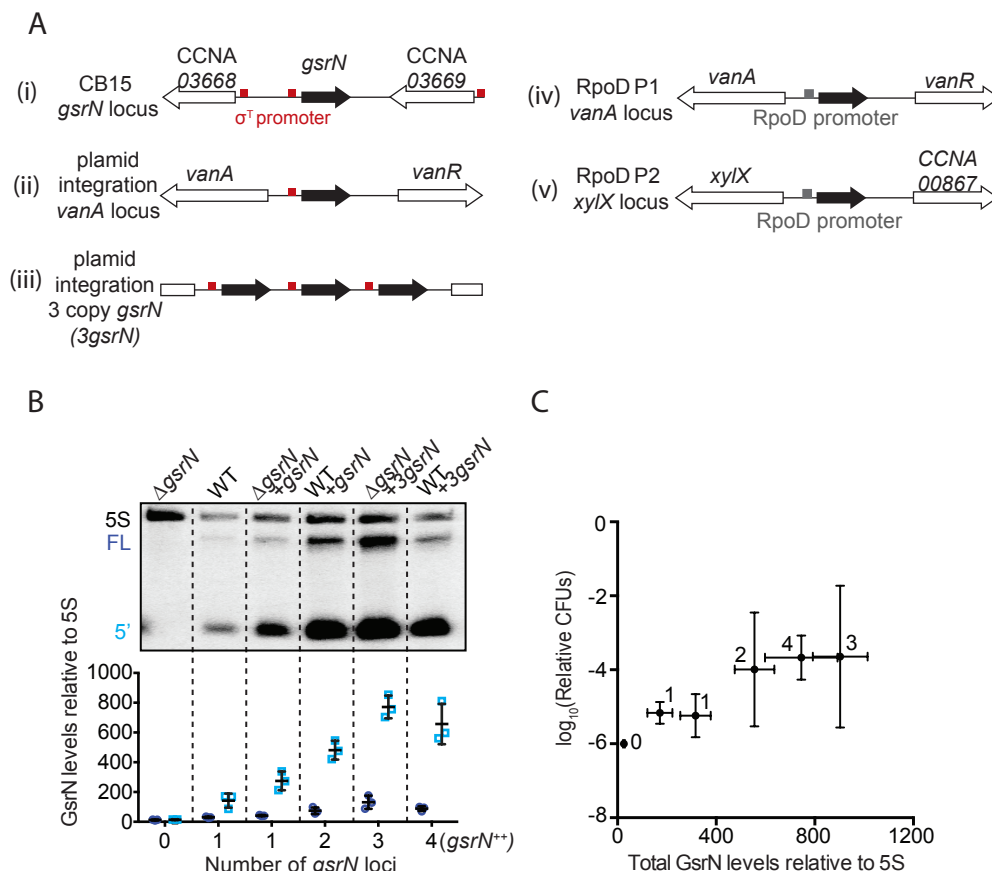 A
(i)
CB15
gsrN locus
CCNA
03668
gsrN
CCNA
03669
σᵀ promoter
(ii)
plamid
integration
vanA locus
vanA
vanR
(iii)
plamid
integration
3 copy gsrN
(3gsrN)
(iv)
RpoD P1
vanA locus
vanA
vanR
RpoD promoter
(v)
RpoD P2
xylX locus
xylX
CCNA
00867
RpoD promoter
B
ΔgsrN
WT
ΔgsrN
+gsrN
WT
+gsrN
ΔgsrN
+3gsrN
WT
+3gsrN
5S
FL
5'
GsrN levels relative to 5S
1000
800
600
400
200
0
0
1
1
2
3
4 (gsrN⁺⁺)
Number of gsrN loci
C
log₁₀(Relative CFUs)
0
-2
-4
-6
-8
0
1
1
2
4
3
0
400
800
1200
Total GsrN levels relative to 5S